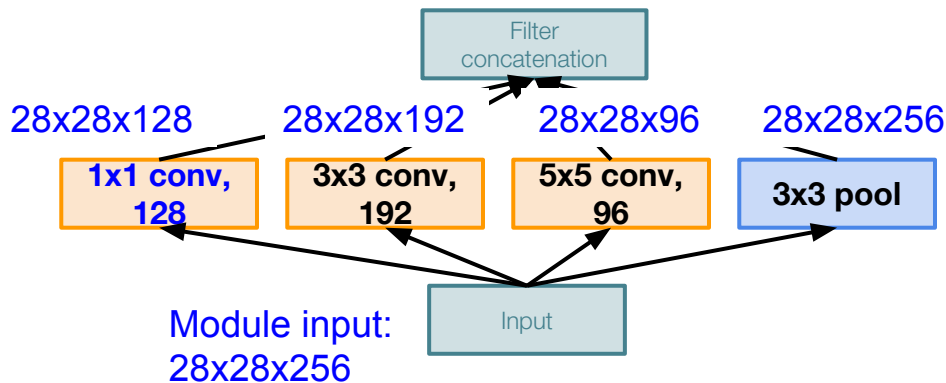 Filter
concatenation
28x28x128
28x28x192
28x28x96
28x28x256
1x1 conv,
128
3x3 conv,
192
5x5 conv,
96
3x3 pool
Input
Module input:
28x28x256